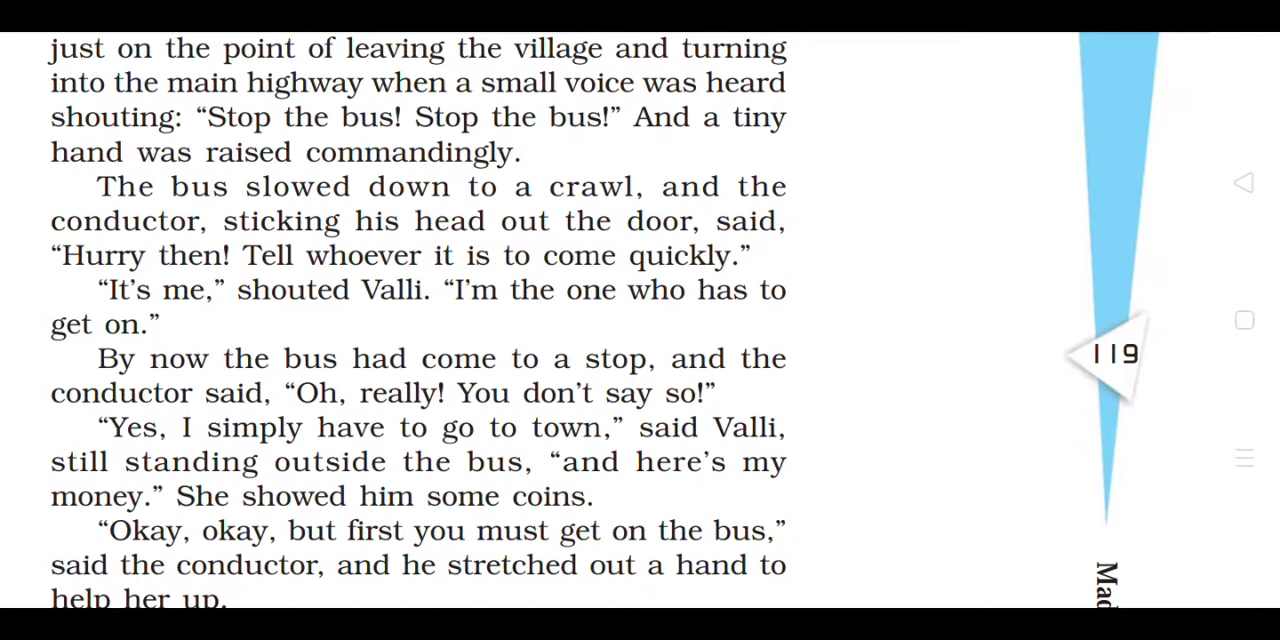 just on the point of leaving the village and turning
into the main highway when a small voice was heard
shouting: “Stop the bus! Stop the bus!” And a tiny
hand was raised commandingly.
The bus slowed down to a crawl, and the
conductor, sticking his head out the door, said,
“Hurry then! Tell whoever it is to come quickly.”
“It’s me,” shouted Valli. “I’m the one who has to
get on.”
By now the bus had come to a stop, and the
conductor said, “Oh, really! You don’t say so!”
“Yes, I simply have to go to town,” said Valli,
still standing outside the bus, “and here’s my
money.” She showed him some coins.
“Okay, okay, but first you must get on the bus,”
said the conductor, and he stretched out a hand to
help her up.
119
Mad